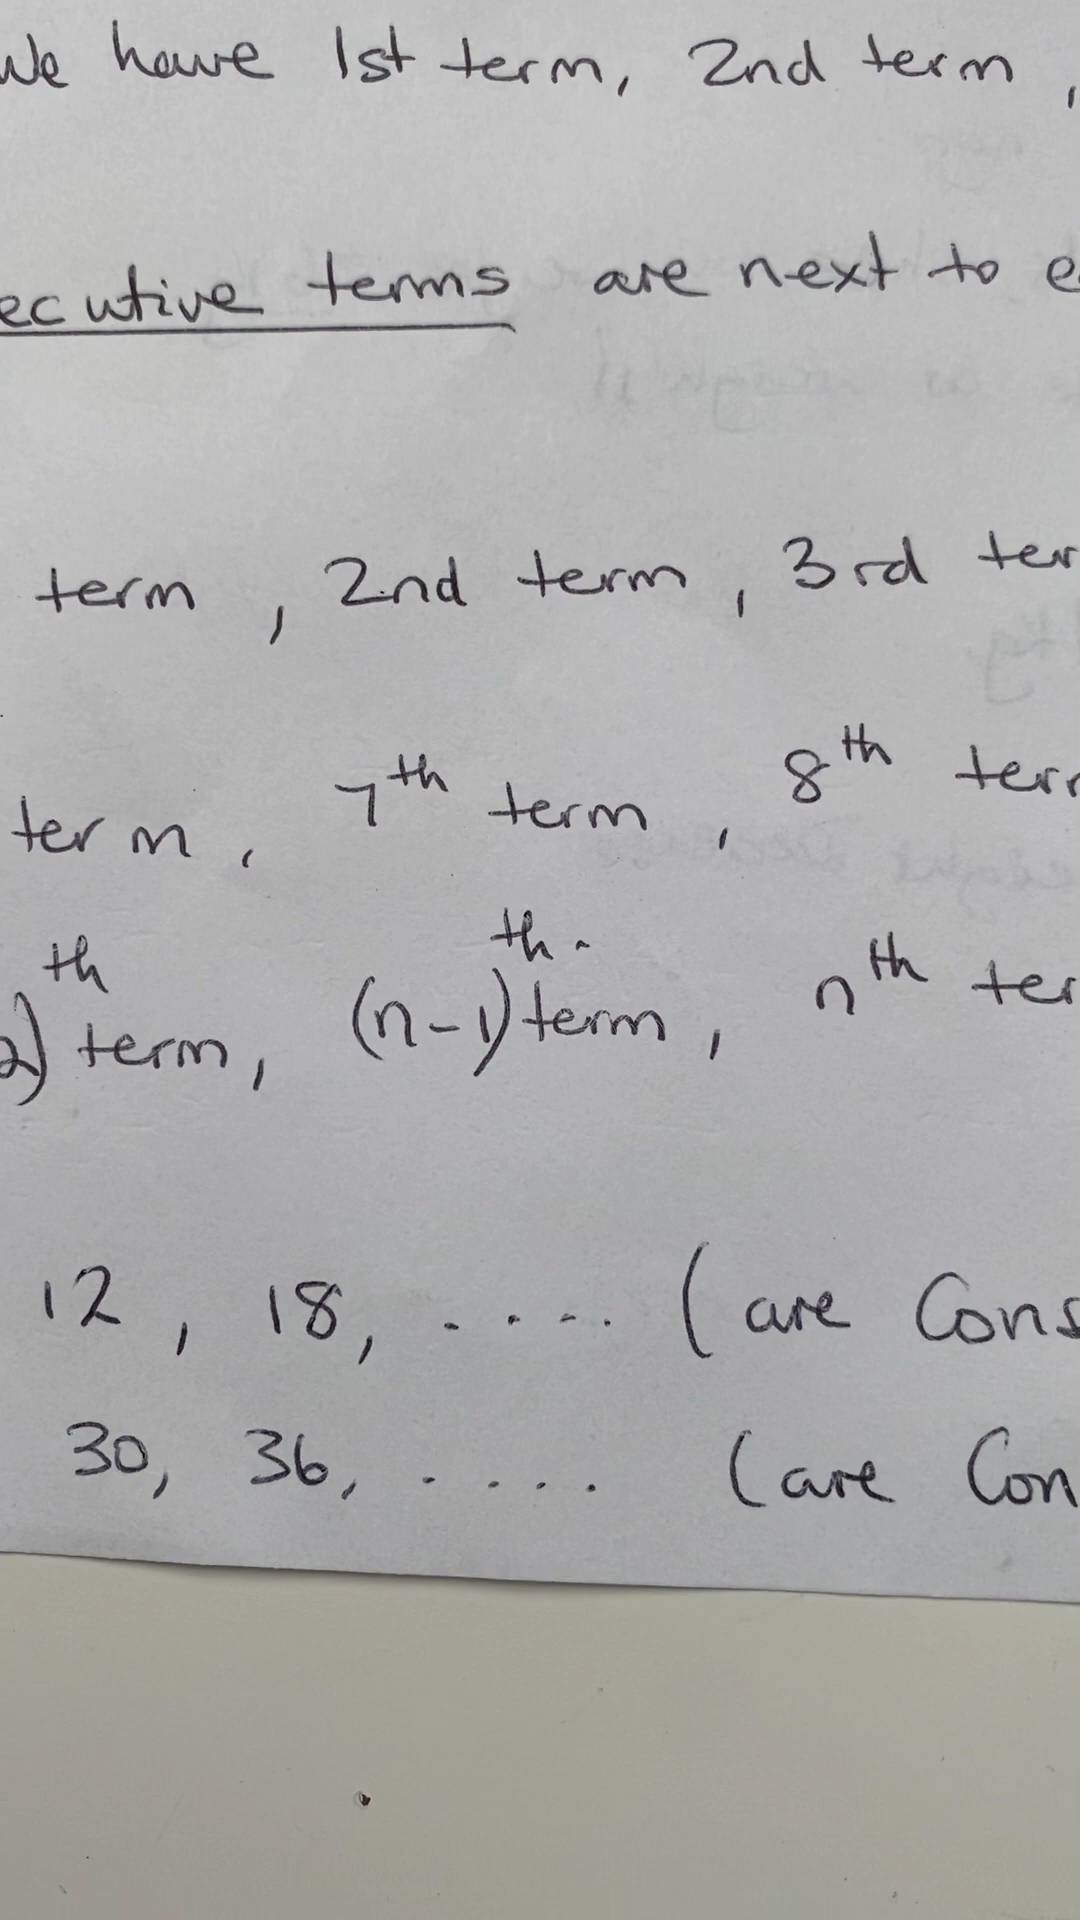 We have 1st term, 2nd term,
ecutive terms are next to e
term, 2nd term, 3rd ter
term, 7th term, 8th ter
2)th term, (n-1)th term, nth ter
12, 18, ..... (are Cons
30, 36, ..... (are Con